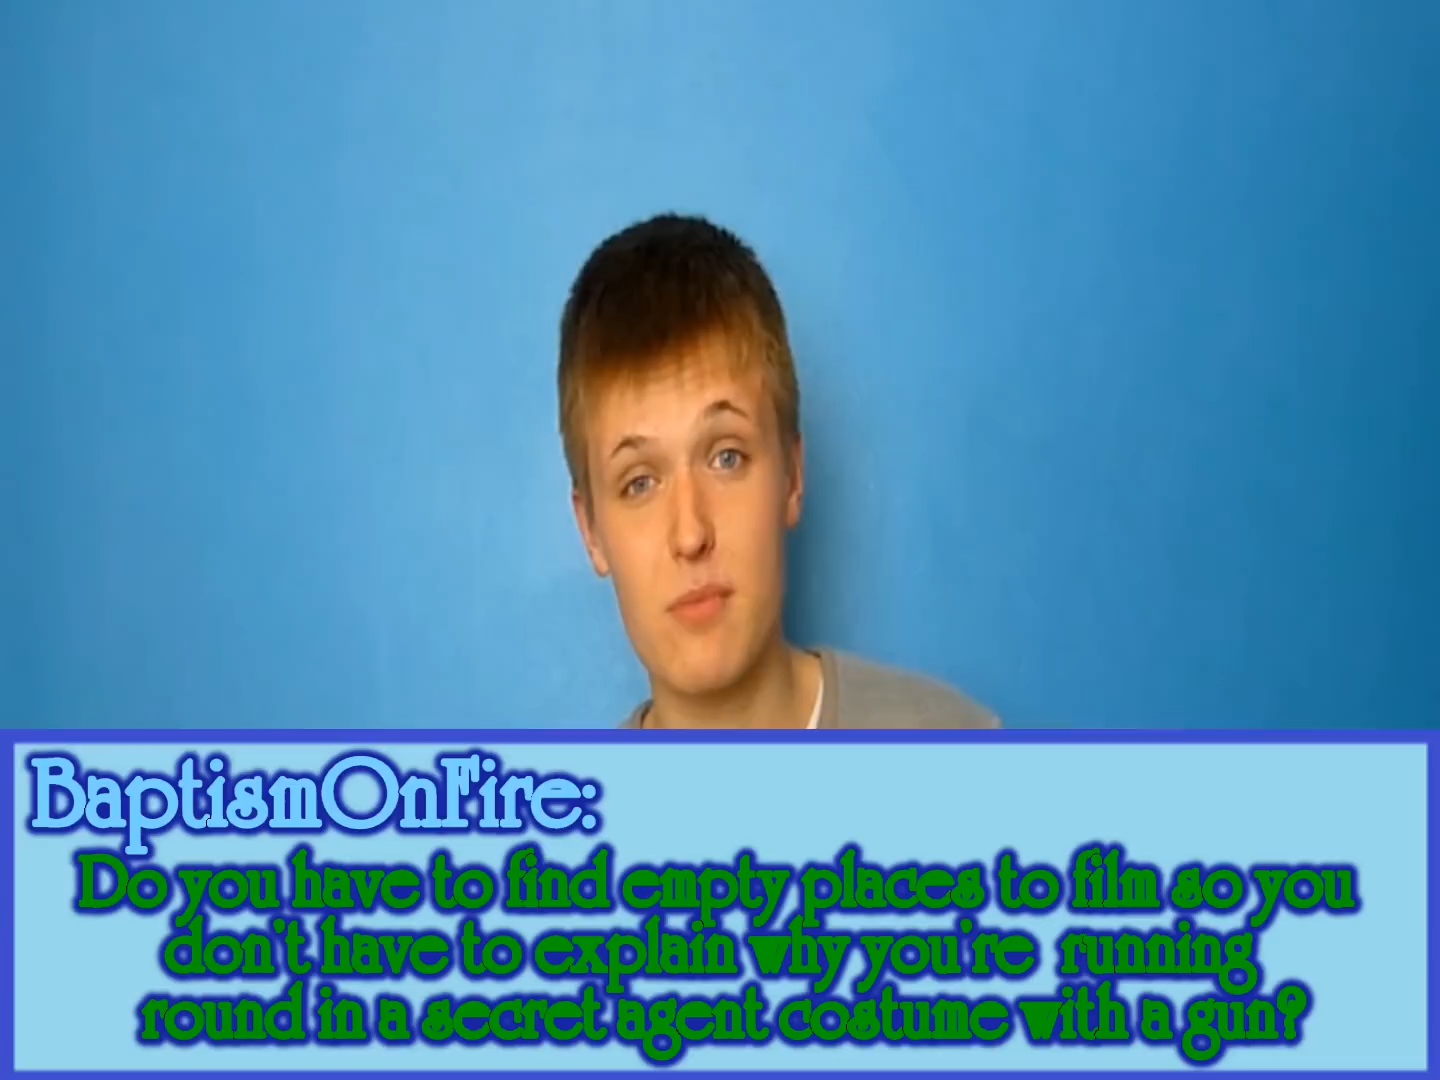 BaptismOnFire:
Do you have to find empty places to film so you
don't have to explain why you're running
round in a secret agent costume with a gun?